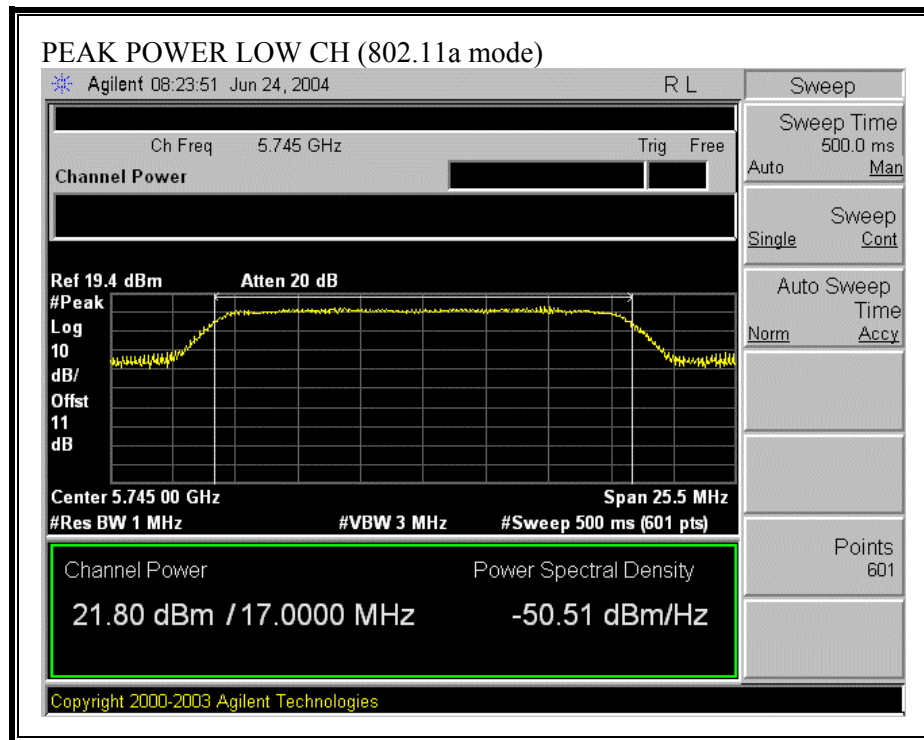 PEAK POWER LOW CH (802.11a mode)
Agilent 08:23:51 Jun 24, 2004 R L
Sweep
Ch Freq 5.745 GHz Trig Free
Channel Power
Sweep Time
500.0 ms
Auto Man
Sweep
Single Cont
Auto Sweep
Time
Norm Accy
Ref 19.4 dBm Atten 20 dB
#Peak
Log
10
dB/
Offst
11
dB
Center 5.745 00 GHz Span 25.5 MHz
#Res BW 1 MHz #VBW 3 MHz #Sweep 500 ms (601 pts)
Points
601
Channel Power Power Spectral Density
21.80 dBm / 17.0000 MHz -50.51 dBm/Hz
Copyright 2000-2003 Agilent Technologies